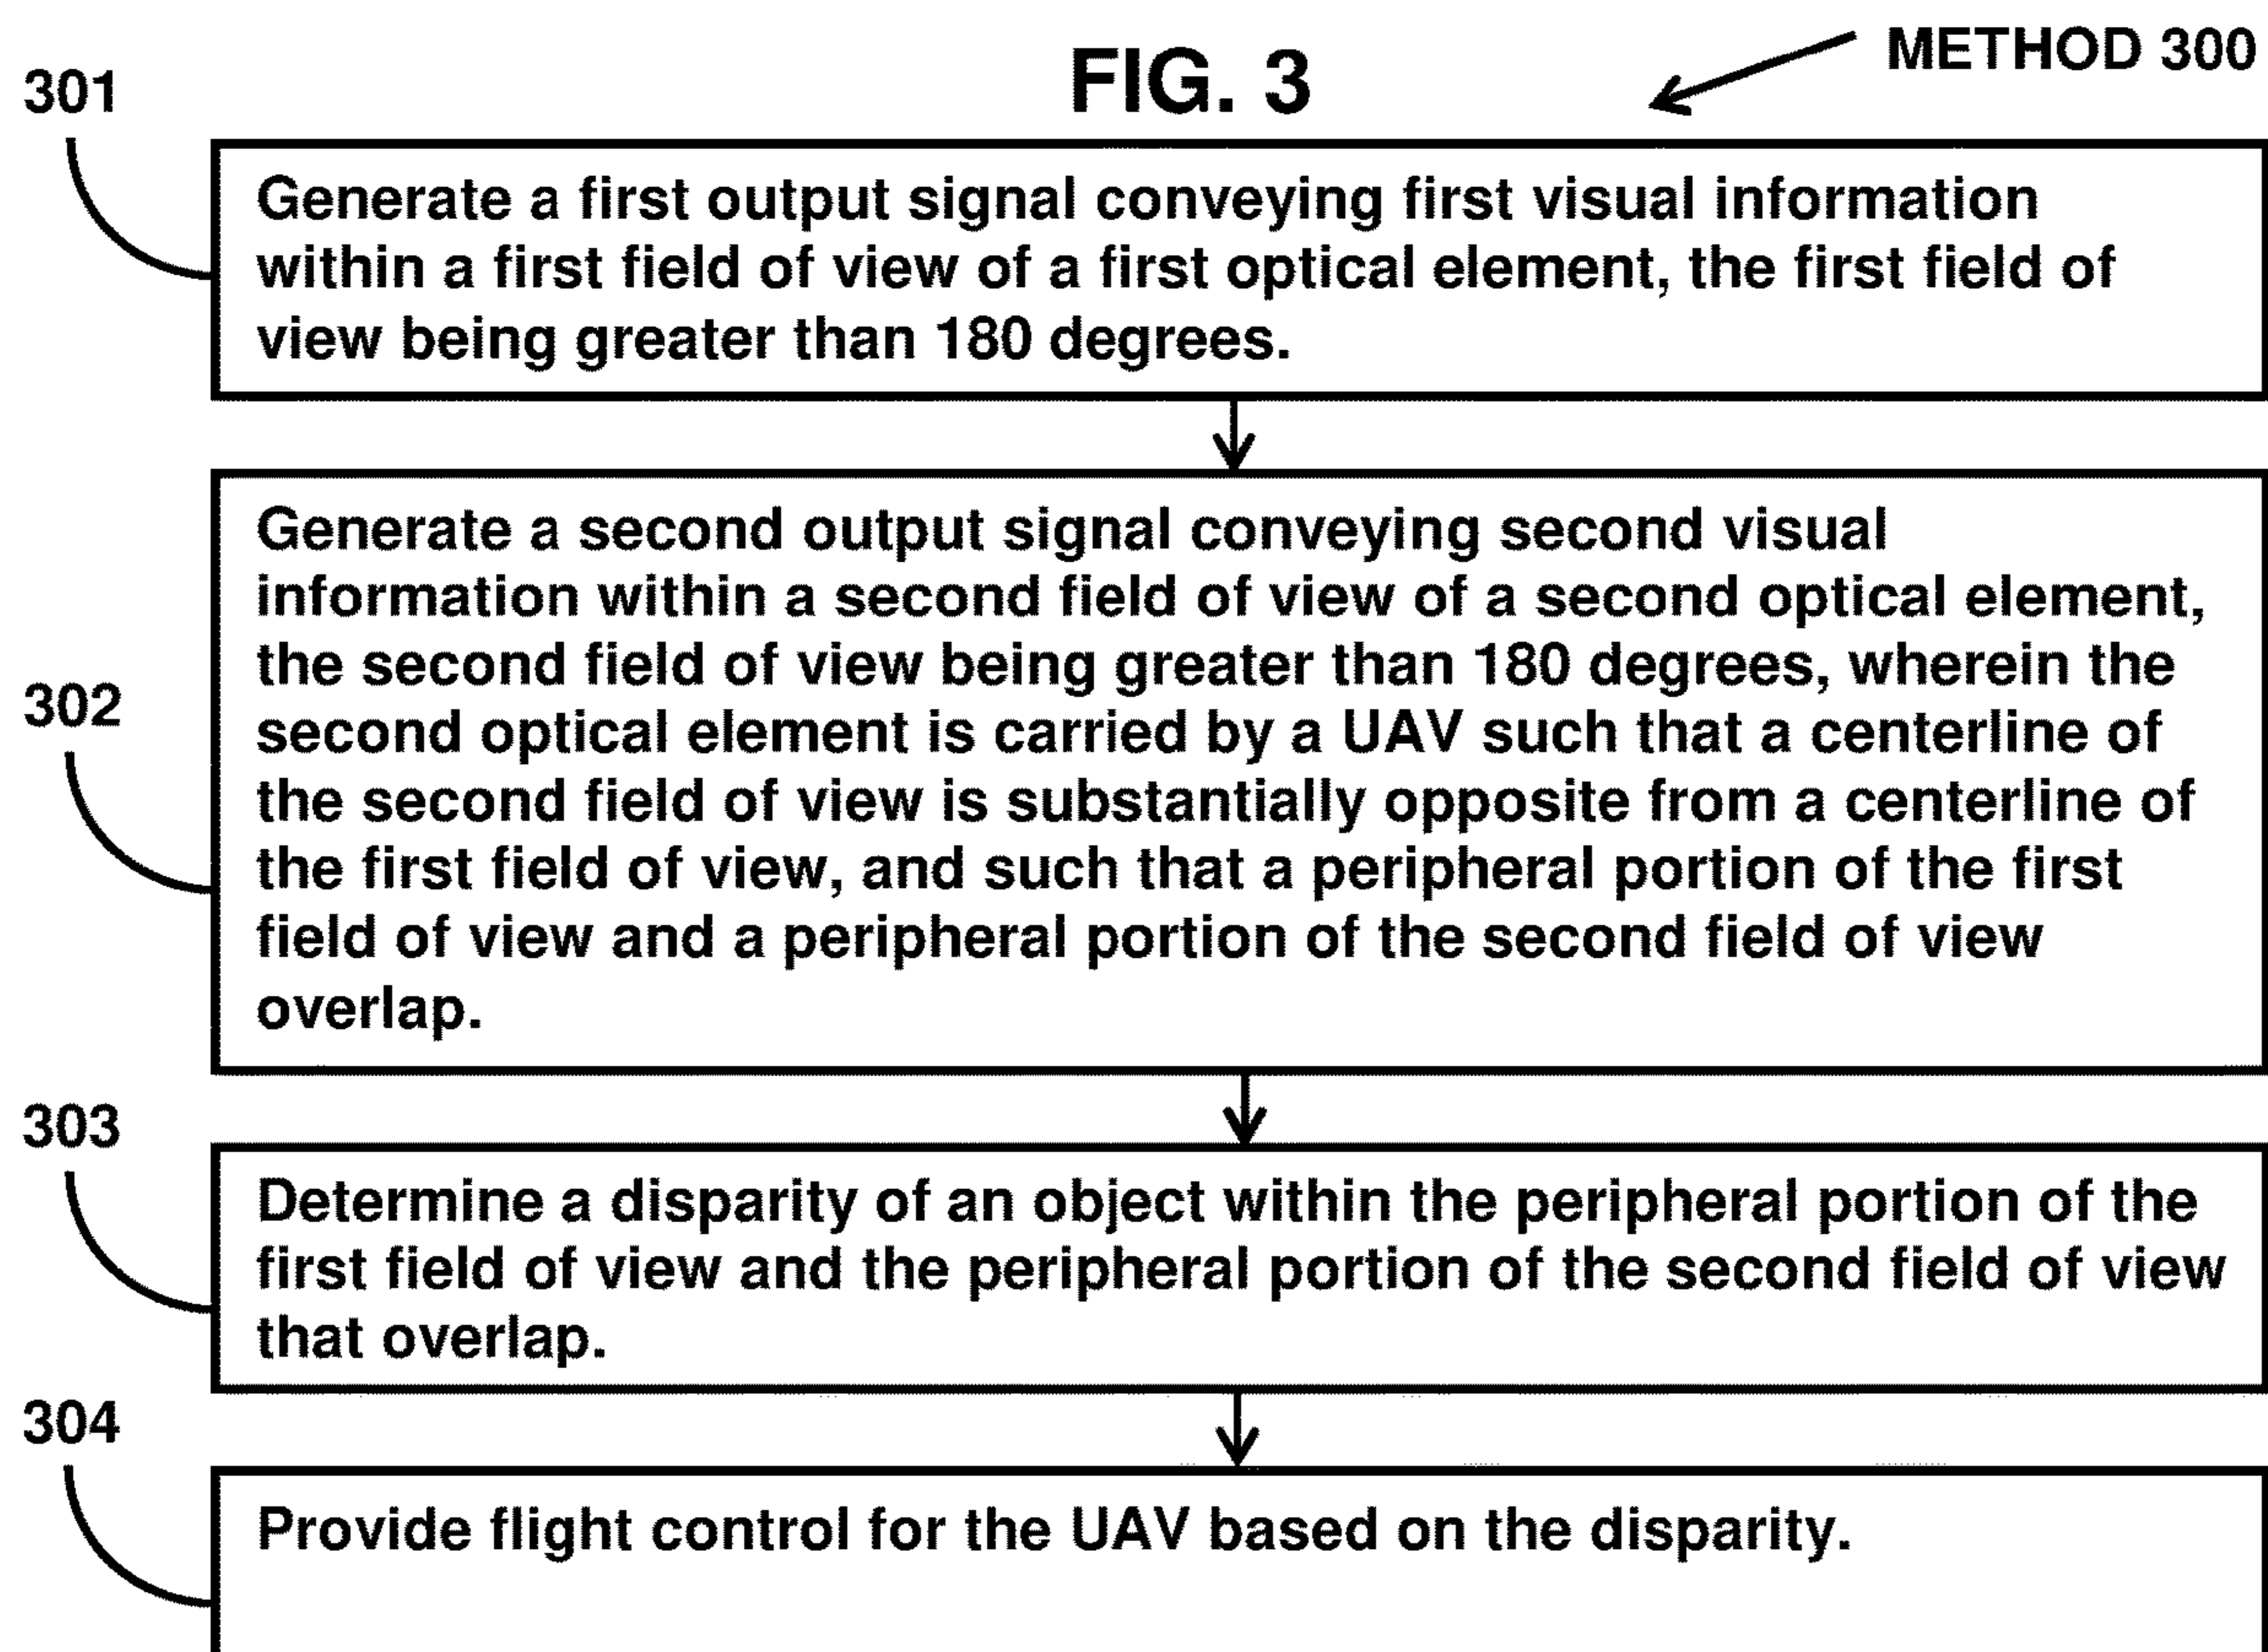 FIG. 3
METHOD 300
301
Generate a first output signal conveying first visual information
within a first field of view of a first optical element, the first field of
view being greater than 180 degrees.
302
Generate a second output signal conveying second visual
information within a second field of view of a second optical element,
the second field of view being greater than 180 degrees, wherein the
second optical element is carried by a UAV such that a centerline of
the second field of view is substantially opposite from a centerline of
the first field of view, and such that a peripheral portion of the first
field of view and a peripheral portion of the second field of view
overlap.
303
Determine a disparity of an object within the peripheral portion of the
first field of view and the peripheral portion of the second field of view
that overlap.
304
Provide flight control for the UAV based on the disparity.